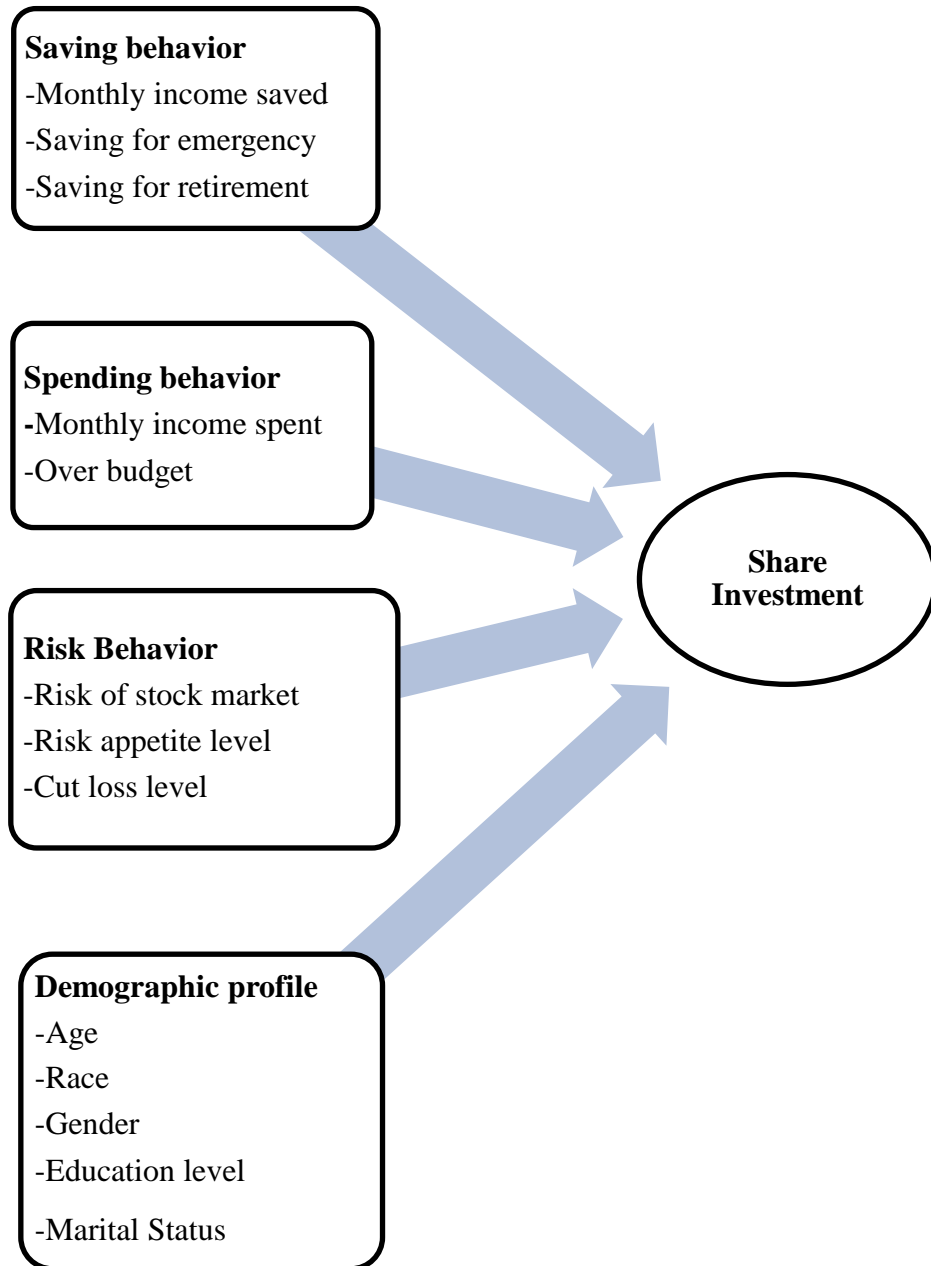 Saving behavior
-Monthly income saved
-Saving for emergency
-Saving for retirement
Spending behavior
-Monthly income spent
-Over budget
Share
Investment
Risk Behavior
-Risk of stock market
-Risk appetite level
-Cut loss level
Demographic profile
-Age
-Race
-Gender
-Education level
-Marital Status